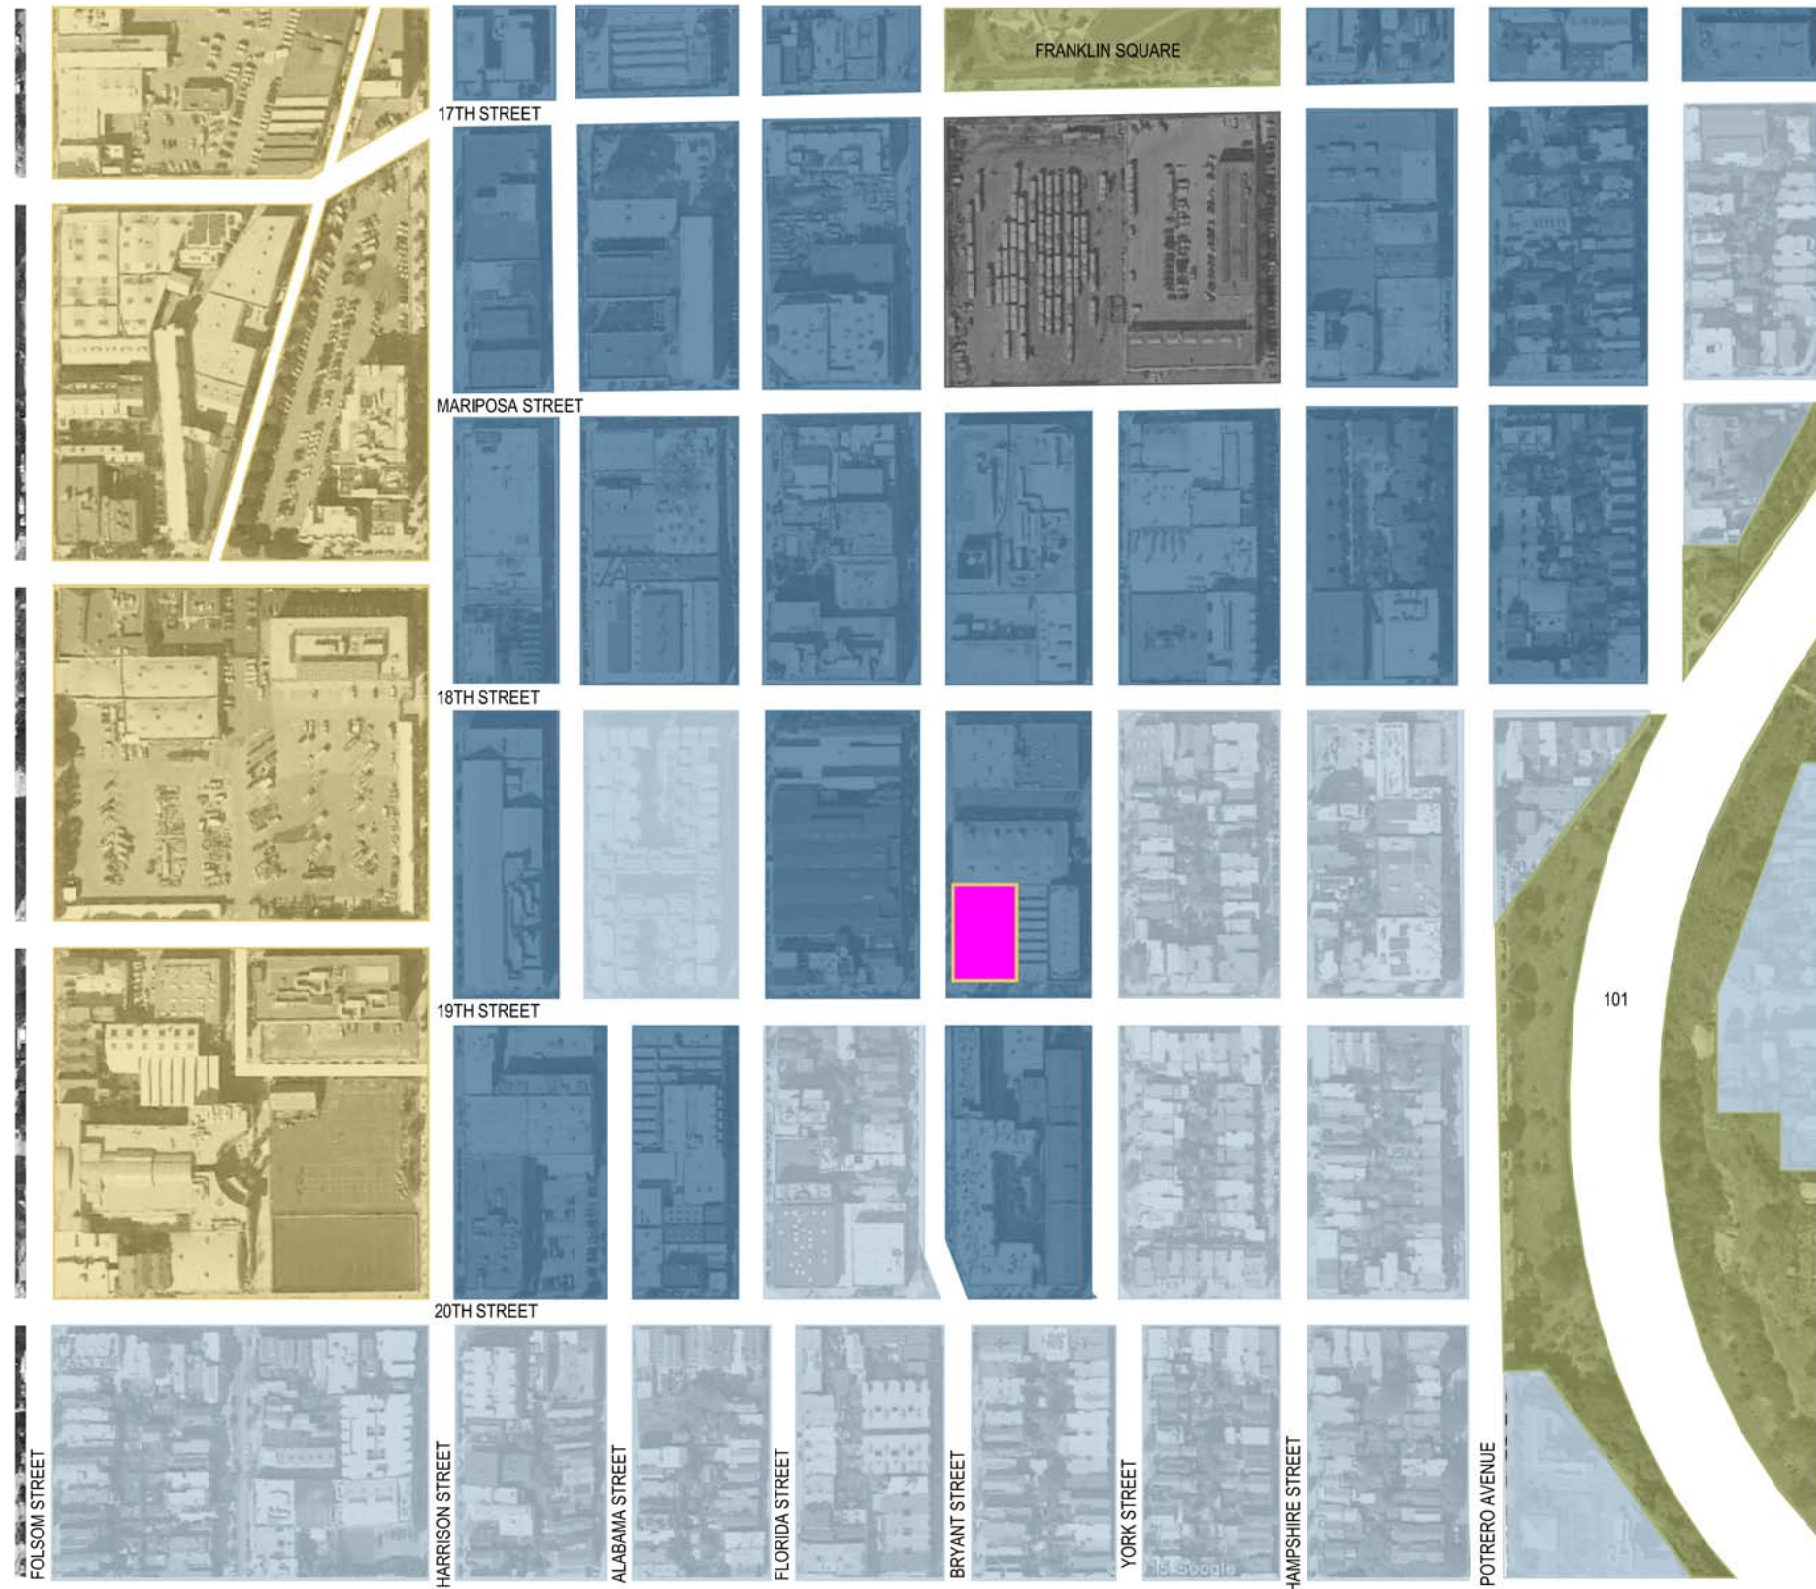 FRANKLIN SQUARE
17TH STREET
MARIPOSA STREET
18TH STREET
101
19TH STREET
20TH STREET
FOLSOM STREET
HARRISON STREET
ALABAMA STREET
FLORIDA STREET
BRYANT STREET
YORK STREET
HAMPSHIRE STREET
POTRERO AVENUE
Google